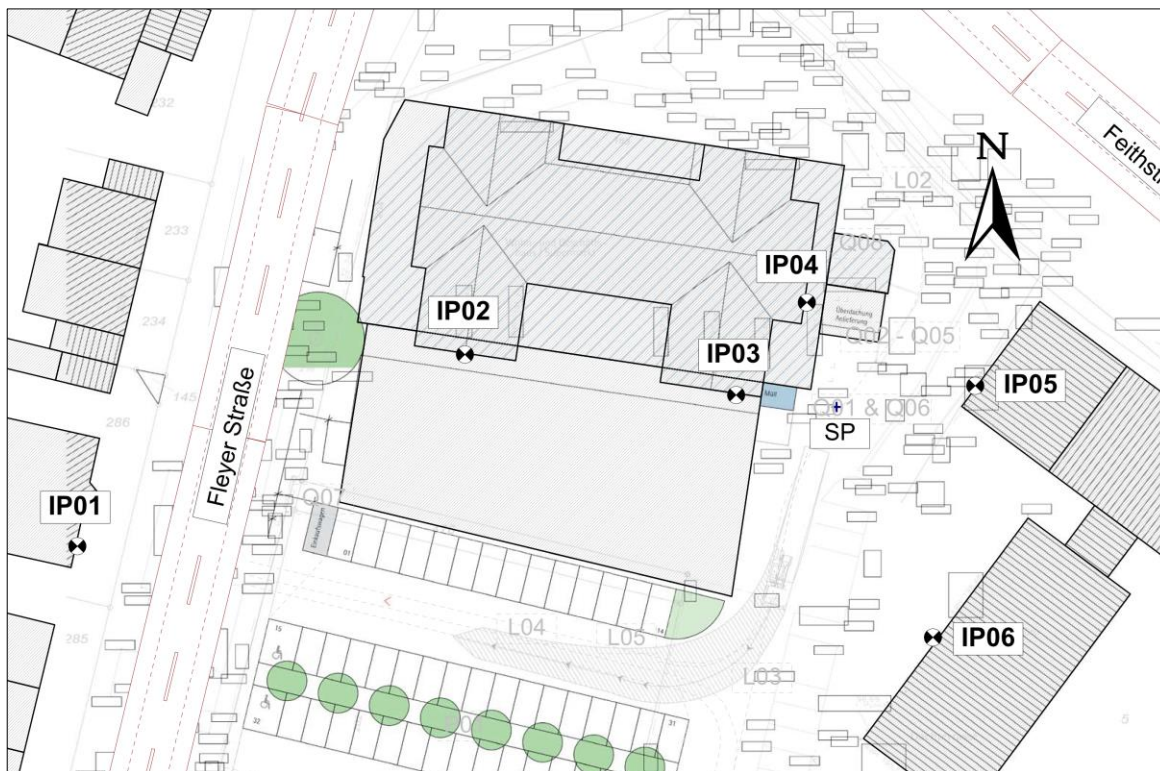 232
Feithstr
N
L02
233
Q08
IP04
Überdachung
Anlieferung
IP02
234
Q02 - Q05
IP03
IP05
145
Müll
Q01 & Q06
286
SP
Fleyer Straße
Q07
IP01
Einkaufswagen
01
14
L04
L05
285
IP06
15
L03
31
32
5